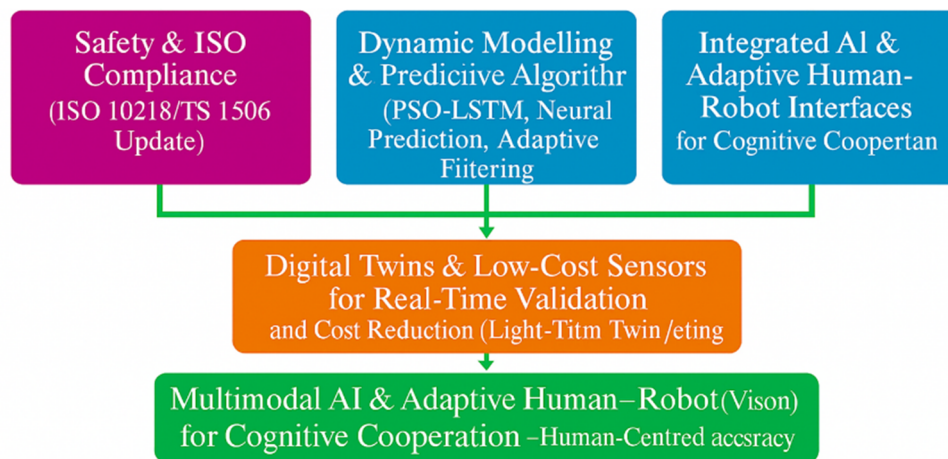 Safety & ISO
Compliance
(ISO 10218/TS 1506
Update)
Dynamic Modelling
& Prediciive Algorithr
(PSO-LSTM, Neural
Prediction, Adaptive
Fiitering
Integrated Al &
Adaptive Human-
Robot Interfaces
for Cognitive Coopertan
Digital Twins & Low-Cost Sensors
for Real-Time Validation
and Cost Reduction (Light-Titm Twin/eting
Multimodal AI & Adaptive Human–Robot (Vison)
for Cognitive Cooperation –Human-Centred accsracy